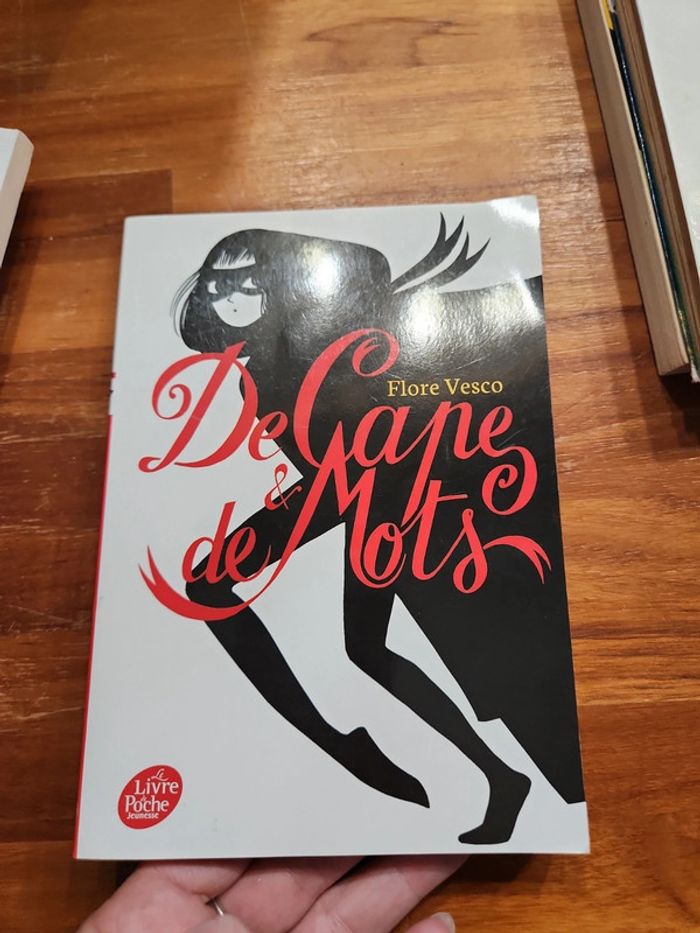 Flore Vesco
De Cape
&
de Mots
Le
Livre
de
Poche
Jeunesse